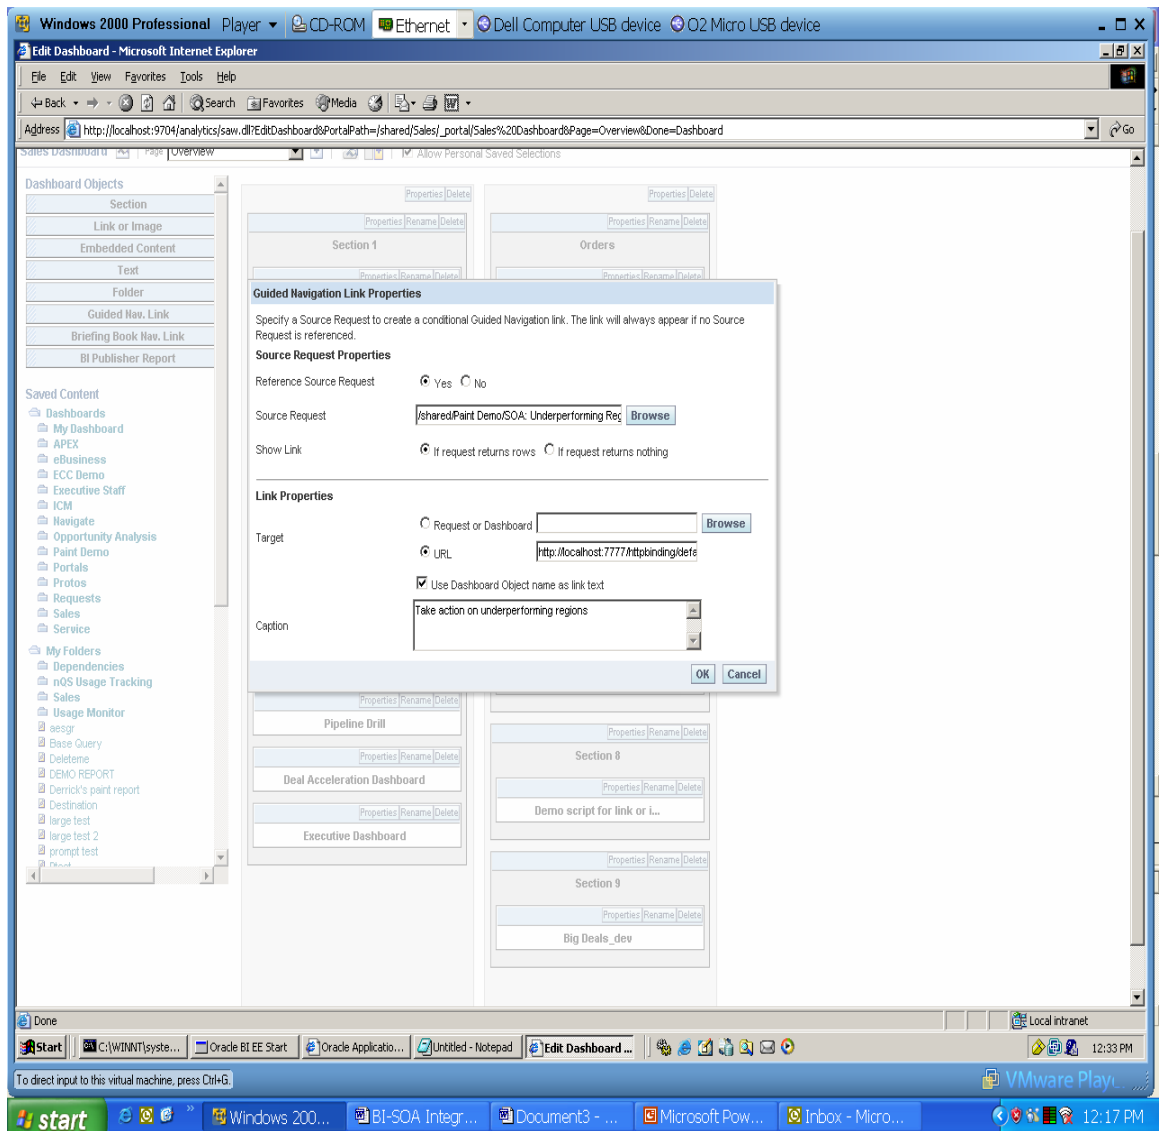 Windows 2000 Professional Player CD-ROM Ethernet Dell Computer USB device O2 Micro USB device
Edit Dashboard - Microsoft Internet Explorer
File Edit View Favorites Tools Help
Back Search Favorites Media
Address http://localhost:9704/analytics/saw.dll?EditDashboard&PortalPath=/shared/Sales/_portal/Sales%20Dashboard&Page=Overview&Done=Dashboard Go
Sales Dashboard Page Overview Allow Personal Saved Selections
Dashboard Objects
Section
Link or Image
Embedded Content
Text
Folder
Guided Nav. Link
Briefing Book Nav. Link
BI Publisher Report
Saved Content
Dashboards
My Dashboard
APEX
eBusiness
ECC Demo
Executive Staff
ICM
Navigate
Opportunity Analysis
Paint Demo
Portals
Protos
Requests
Sales
Service
My Folders
Dependencies
nQS Usage Tracking
Sales
Usage Monitor
aesgr
Base Query
Deleteme
DEMO REPORT
Derrick's paint report
Destination
large test
large test 2
prompt test
Properties Delete
Properties Rename Delete
Section 1
Properties Rename Delete
Properties Delete
Properties Rename Delete
Orders
Properties Rename Delete
Guided Navigation Link Properties
Specify a Source Request to create a conditional Guided Navigation link. The link will always appear if no Source
Request is referenced.
Source Request Properties
Reference Source Request Yes No
Source Request /shared/Paint Demo/SOA: Underperforming Reg Browse
Show Link If request returns rows If request returns nothing
Link Properties
Target Request or Dashboard Browse
URL http://localhost:7777/httpbinding/defa
Use Dashboard Object name as link text
Caption Take action on underperforming regions
OK Cancel
Properties Rename Delete
Pipeline Drill
Properties Rename Delete
Deal Acceleration Dashboard
Properties Rename Delete
Executive Dashboard
Properties Rename Delete
Section 8
Properties Rename Delete
Demo script for link or i...
Properties Rename Delete
Section 9
Properties Rename Delete
Big Deals_dev
Done Local intranet
Start C:\WINNT\syste... Oracle BI EE Start Oracle Applicatio... Untitled - Notepad Edit Dashboard ... 12:33 PM
To direct input to this virtual machine, press Ctrl+G. VMware Player
start Windows 200... BI-SOA Integr... Document3 - ... Microsoft Pow... Inbox - Micro... 12:17 PM